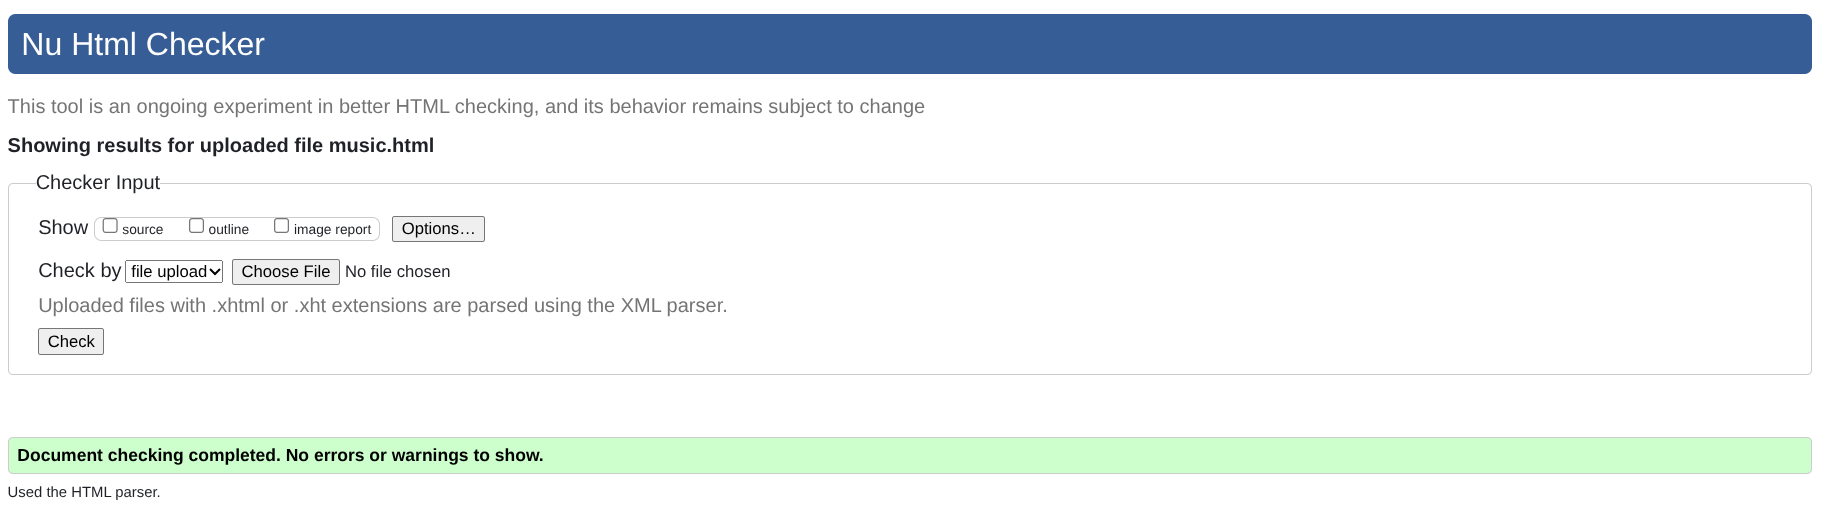 Nu Html Checker
This tool is an ongoing experiment in better HTML checking, and its behavior remains subject to change
Showing results for uploaded file music.html
Checker Input
Show source outline image report Options…
Check by file upload Choose File No file chosen
Uploaded files with .xhtml or .xht extensions are parsed using the XML parser.
Check
Document checking completed. No errors or warnings to show.
Used the HTML parser.